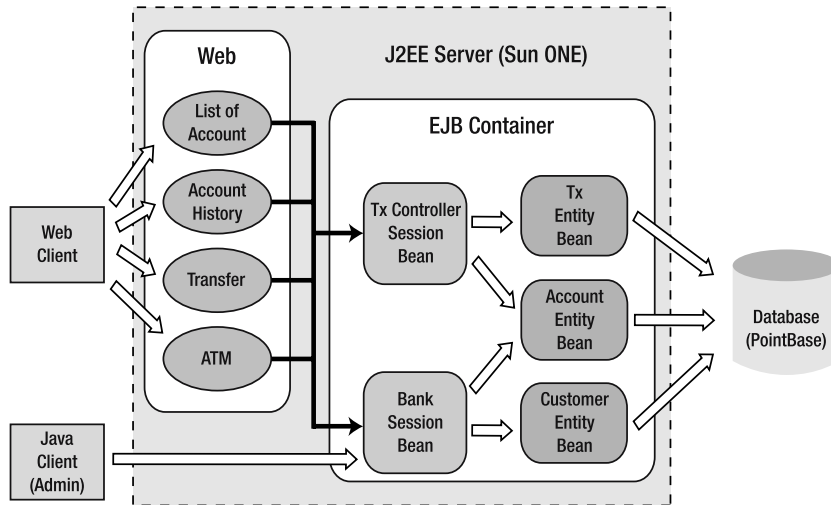 Web
J2EE Server (Sun ONE)
List of
Account
Account
History
Transfer
ATM
Web
Client
Java
Client
(Admin)
EJB Container
Tx Controller
Session
Bean
Bank
Session
Bean
Tx
Entity
Bean
Account
Entity
Bean
Customer
Entity
Bean
Database
(PointBase)